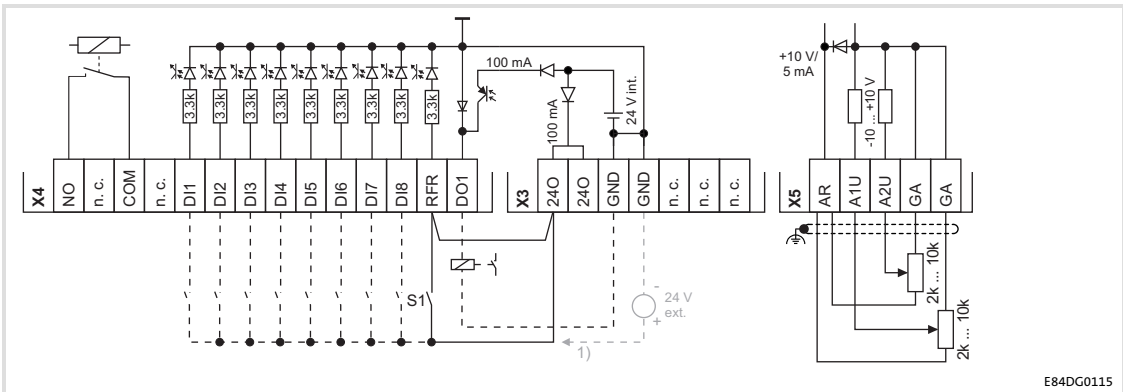 100 mA
100 mA
24 V int.
3.3k
3.3k
3.3k
3.3k
3.3k
3.3k
3.3k
3.3k
3.3k
+10 V/
5 mA
-10 ... +10 V
X4
NO
n. c.
COM
n. c.
DI1
DI2
DI3
DI4
DI5
DI6
DI7
DI8
RFR
DO1
X3
24O
24O
GND
GND
n. c.
n. c.
n. c.
X5
AR
A1U
A2U
GA
GA
S1
24 V
ext.
-
+
1)
2k ... 10k
2k ... 10k
E84DG0115